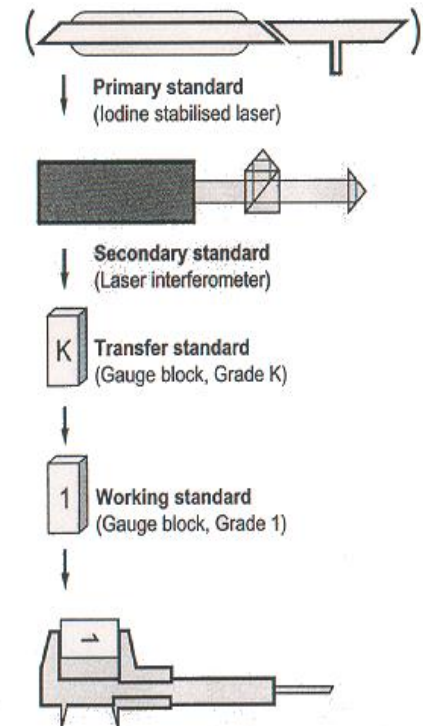 Primary standard
(Iodine stabilised laser)
Secondary standard
(Laser interferometer)
K
Transfer standard
(Gauge block, Grade K)
1
Working standard
(Gauge block, Grade 1)
1